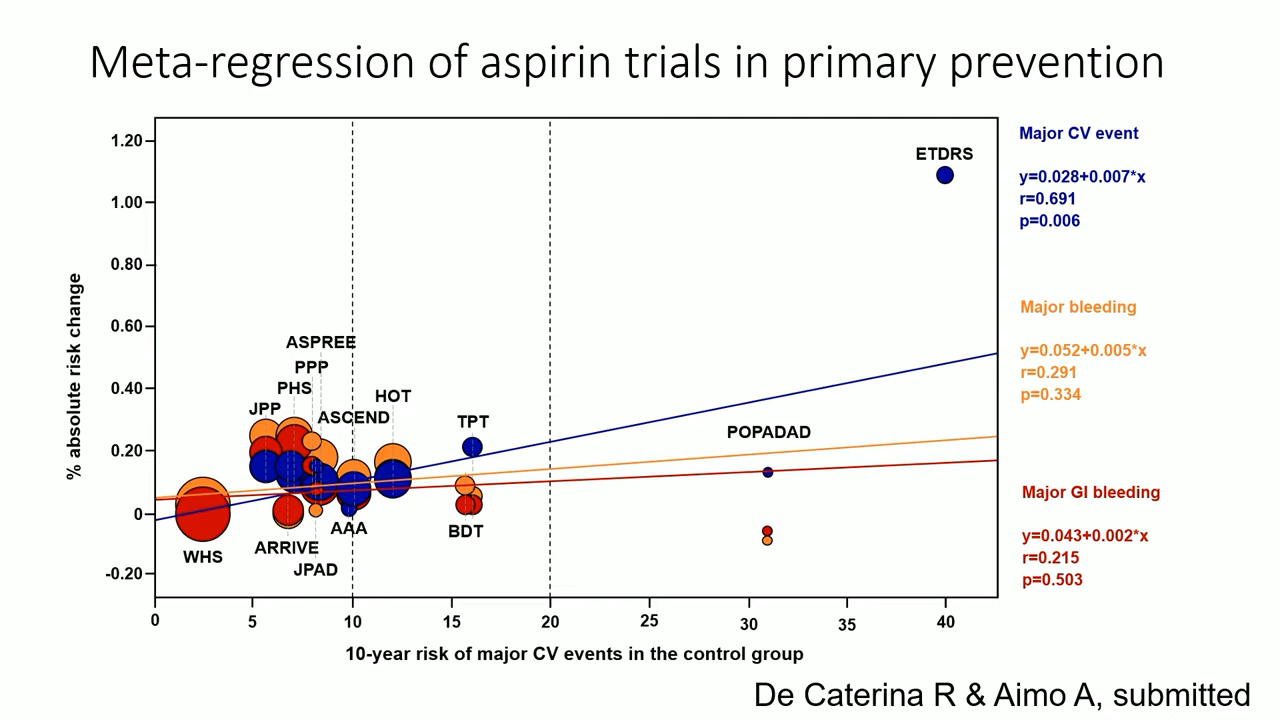 Meta-regression of aspirin trials in primary prevention
% absolute risk change
1.20
1.00
0.80
0.60
0.40
0.20
0
-0.20
ETDRS
ASPREE
PPP
PHS
JPP
HOT
ASCEND
TPT
POPADAD
AAA
BDT
ARRIVE
WHS
JPAD
0 5 10 15 20 25 30 35 40
10-year risk of major CV events in the control group
Major CV event
y=0.028+0.007*x
r=0.691
p=0.006
Major bleeding
y=0.052+0.005*x
r=0.291
p=0.334
Major GI bleeding
y=0.043+0.002*x
r=0.215
p=0.503
De Caterina R & Aimo A, submitted